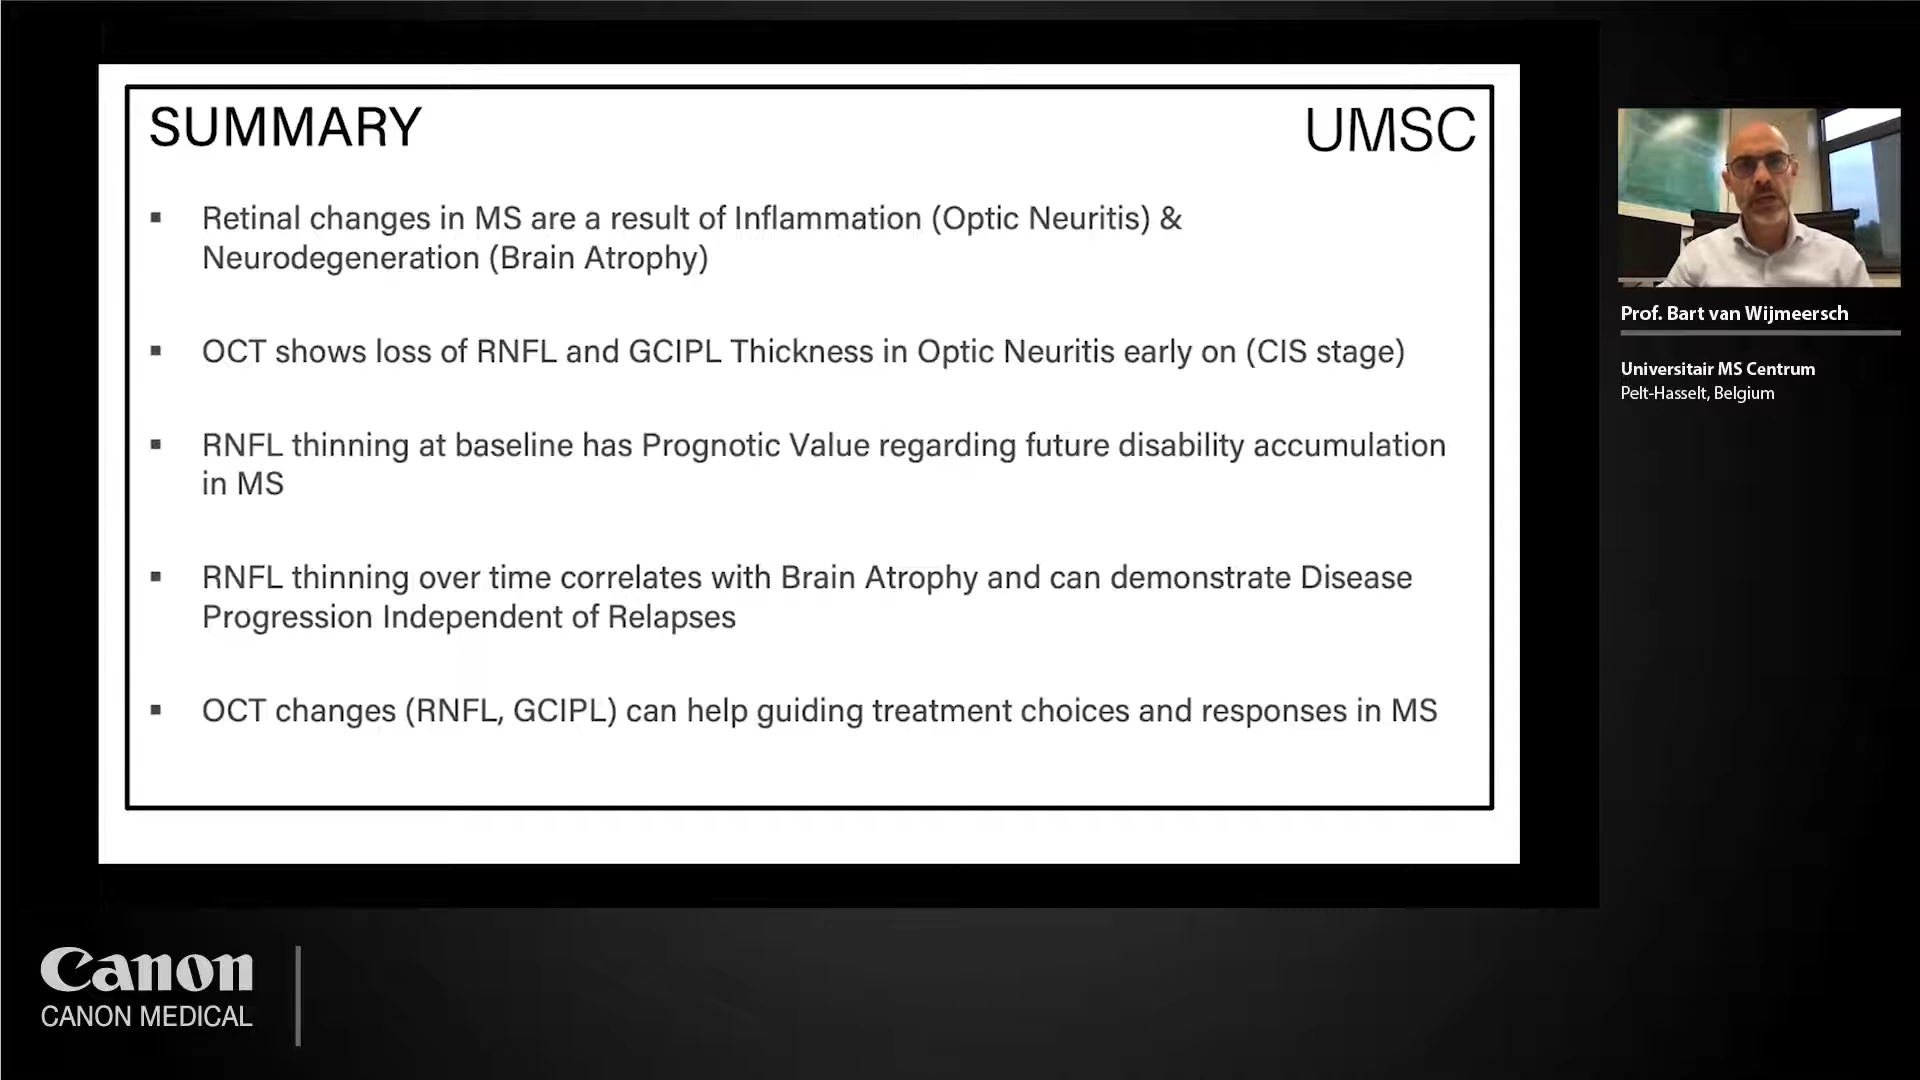 SUMMARY
UMSC
▪ Retinal changes in MS are a result of Inflammation (Optic Neuritis) &
Neurodegeneration (Brain Atrophy)
▪ OCT shows loss of RNFL and GCIPL Thickness in Optic Neuritis early on (CIS stage)
▪ RNFL thinning at baseline has Prognotic Value regarding future disability accumulation
in MS
▪ RNFL thinning over time correlates with Brain Atrophy and can demonstrate Disease
Progression Independent of Relapses
▪ OCT changes (RNFL, GCIPL) can help guiding treatment choices and responses in MS
Prof. Bart van Wijmeersch
Universitair MS Centrum
Pelt-Hasselt, Belgium
Canon
CANON MEDICAL